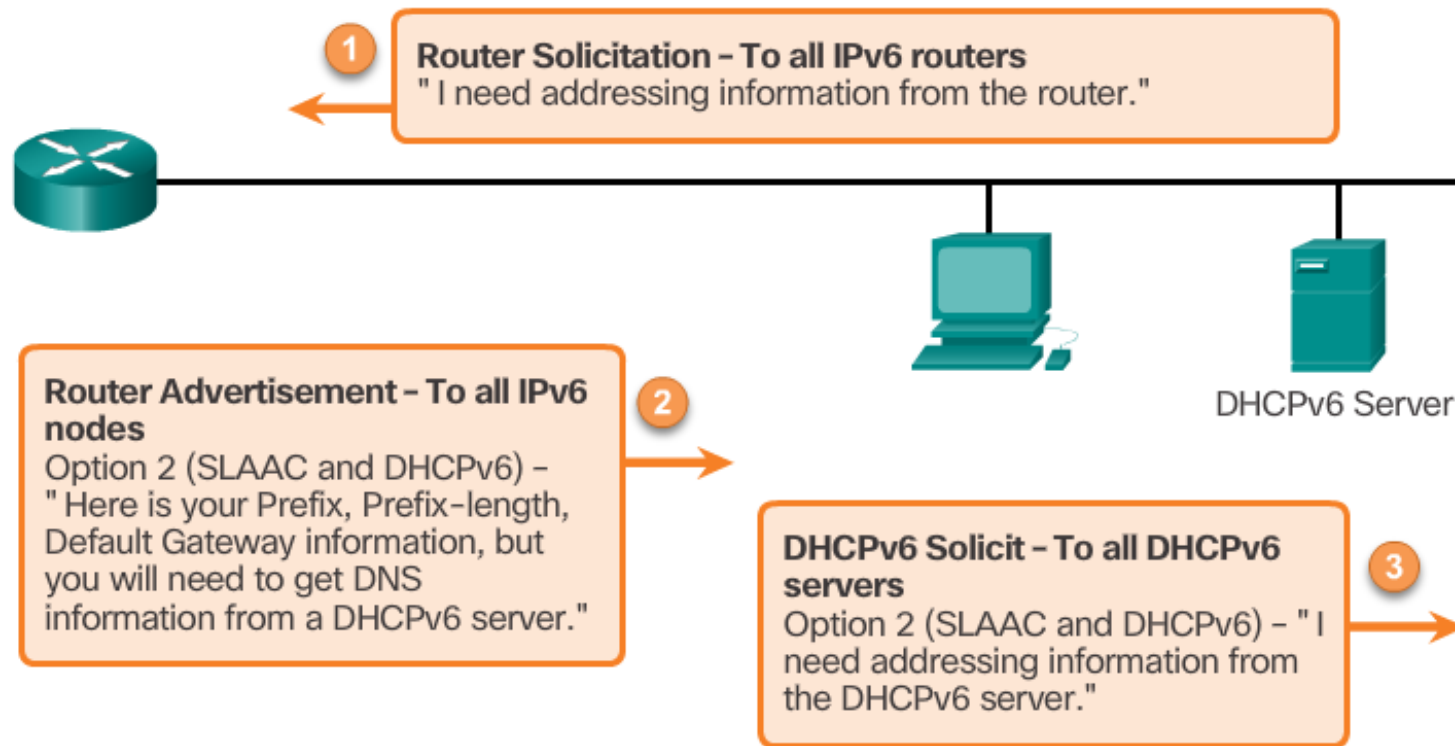 1
Router Solicitation – To all IPv6 routers
" I need addressing information from the router."
DHCPv6 Server
Router Advertisement – To all IPv6
nodes
Option 2 (SLAAC and DHCPv6) –
" Here is your Prefix, Prefix-length,
Default Gateway information, but
you will need to get DNS
information from a DHCPv6 server."
2
DHCPv6 Solicit – To all DHCPv6
servers
Option 2 (SLAAC and DHCPv6) – " I
need addressing information from
the DHCPv6 server."
3